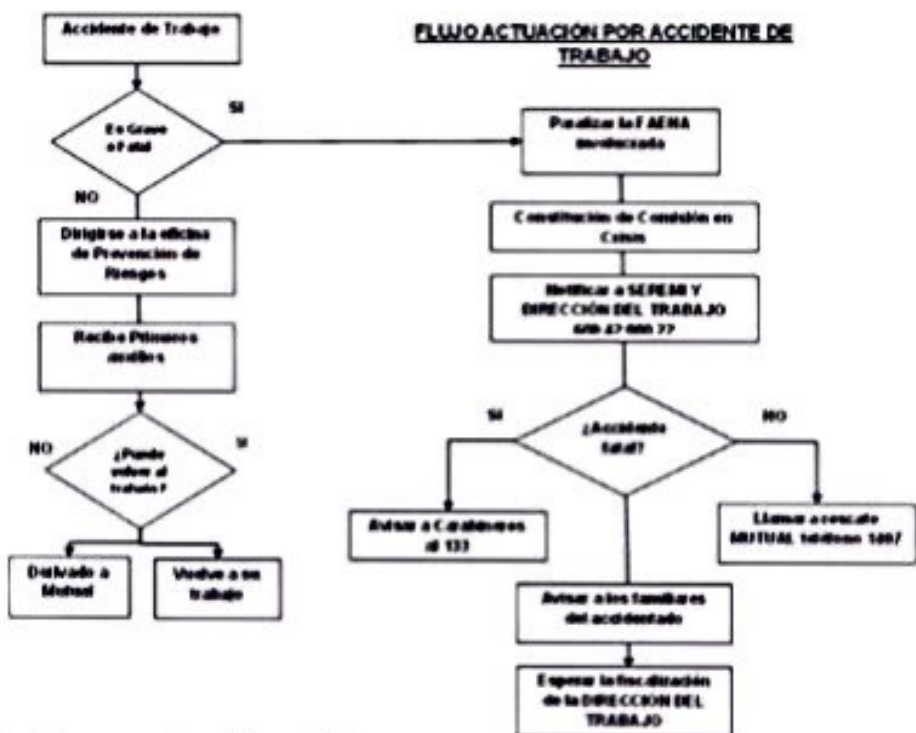 FLUJO ACTUACIÓN POR ACCIDENTE DE
TRABAJO
Accidente de Trabajo
SI
Es Grave
o Fatal
NO
Dirigirse a la oficina
de Prevención de
Riesgos
Recibe Primeros
auxilios
NO
SI
¿Puede
volver al
trabajo?
Derivado a
Mutual
Vuelve a su
trabajo
Paralizar la FAENA
involucrada
Constitución de Comisión en
Crisis
Notificar a SEREMI Y
DIRECCIÓN DEL TRABAJO
SI
NO
¿Accidente
fatal?
Avisar a Carabineros
al 133
Llamar a rescate
MUTUAL teléfono
Avisar a los familiares
del accidentado
Esperar la fiscalización
de la DIRECCIÓN DEL
TRABAJO